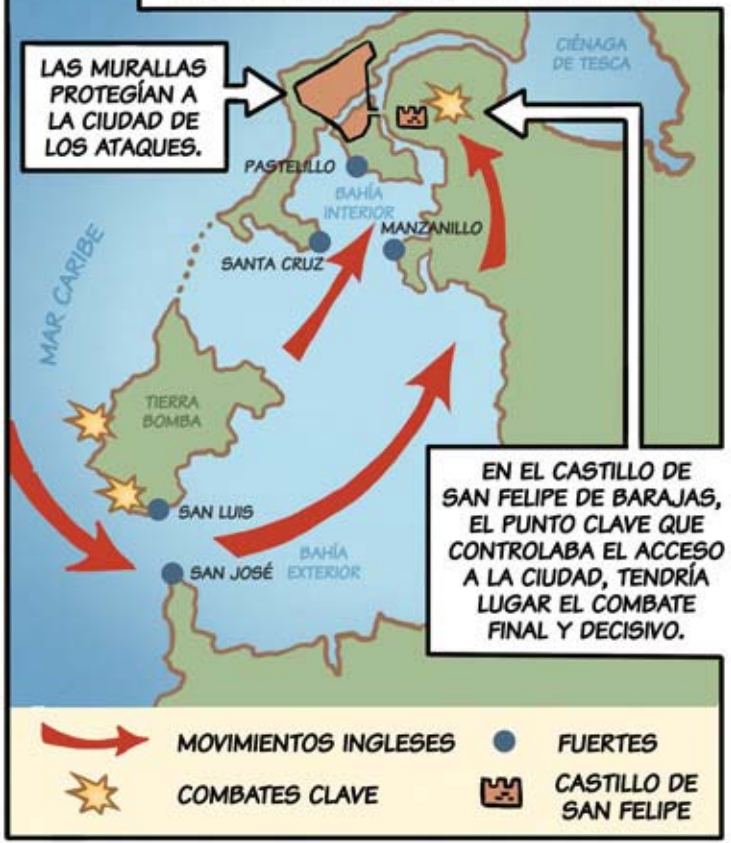 LAS MURALLAS
PROTEGÍAN A
LA CIUDAD DE
LOS ATAQUES.
CIÉNAGA
DE TESCA
PASTELILLO
BAHÍA
INTERIOR
MANZANILLO
SANTA CRUZ
MAR CARIBE
TIERRA
BOMBA
SAN LUIS
SAN JOSÉ
BAHÍA
EXTERIOR
EN EL CASTILLO DE
SAN FELIPE DE BARAJAS,
EL PUNTO CLAVE QUE
CONTROLABA EL ACCESO
A LA CIUDAD, TENDRÍA
LUGAR EL COMBATE
FINAL Y DECISIVO.
MOVIMIENTOS INGLESES
FUERTES
COMBATES CLAVE
CASTILLO DE
SAN FELIPE